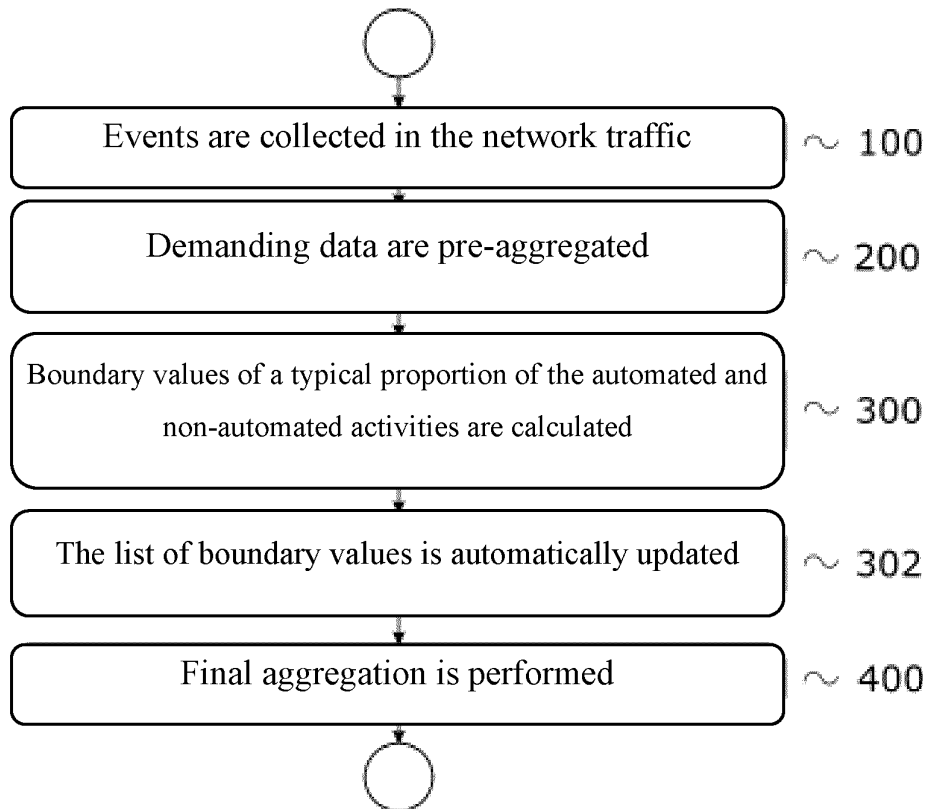 Events are collected in the network traffic
~ 100
Demanding data are pre-aggregated
~ 200
Boundary values of a typical proportion of the automated and
non-automated activities are calculated
~ 300
The list of boundary values is automatically updated
~ 302
Final aggregation is performed
~ 400